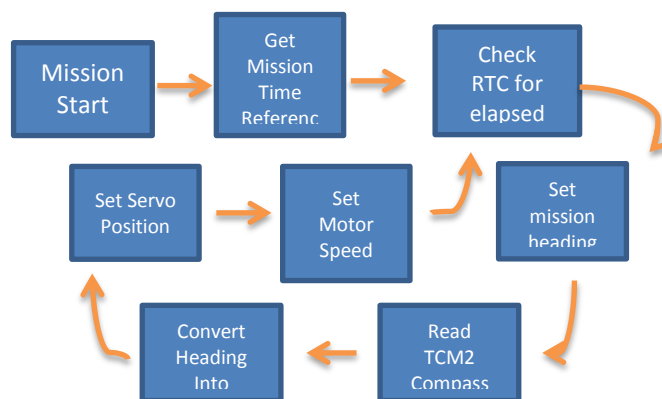 Mission
Start
Get
Mission
Time
Referenc
Check
RTC for
elapsed
Set
mission
heading
Read
TCM2
Compass
Convert
Heading
Into
Set Servo
Position
Set
Motor
Speed